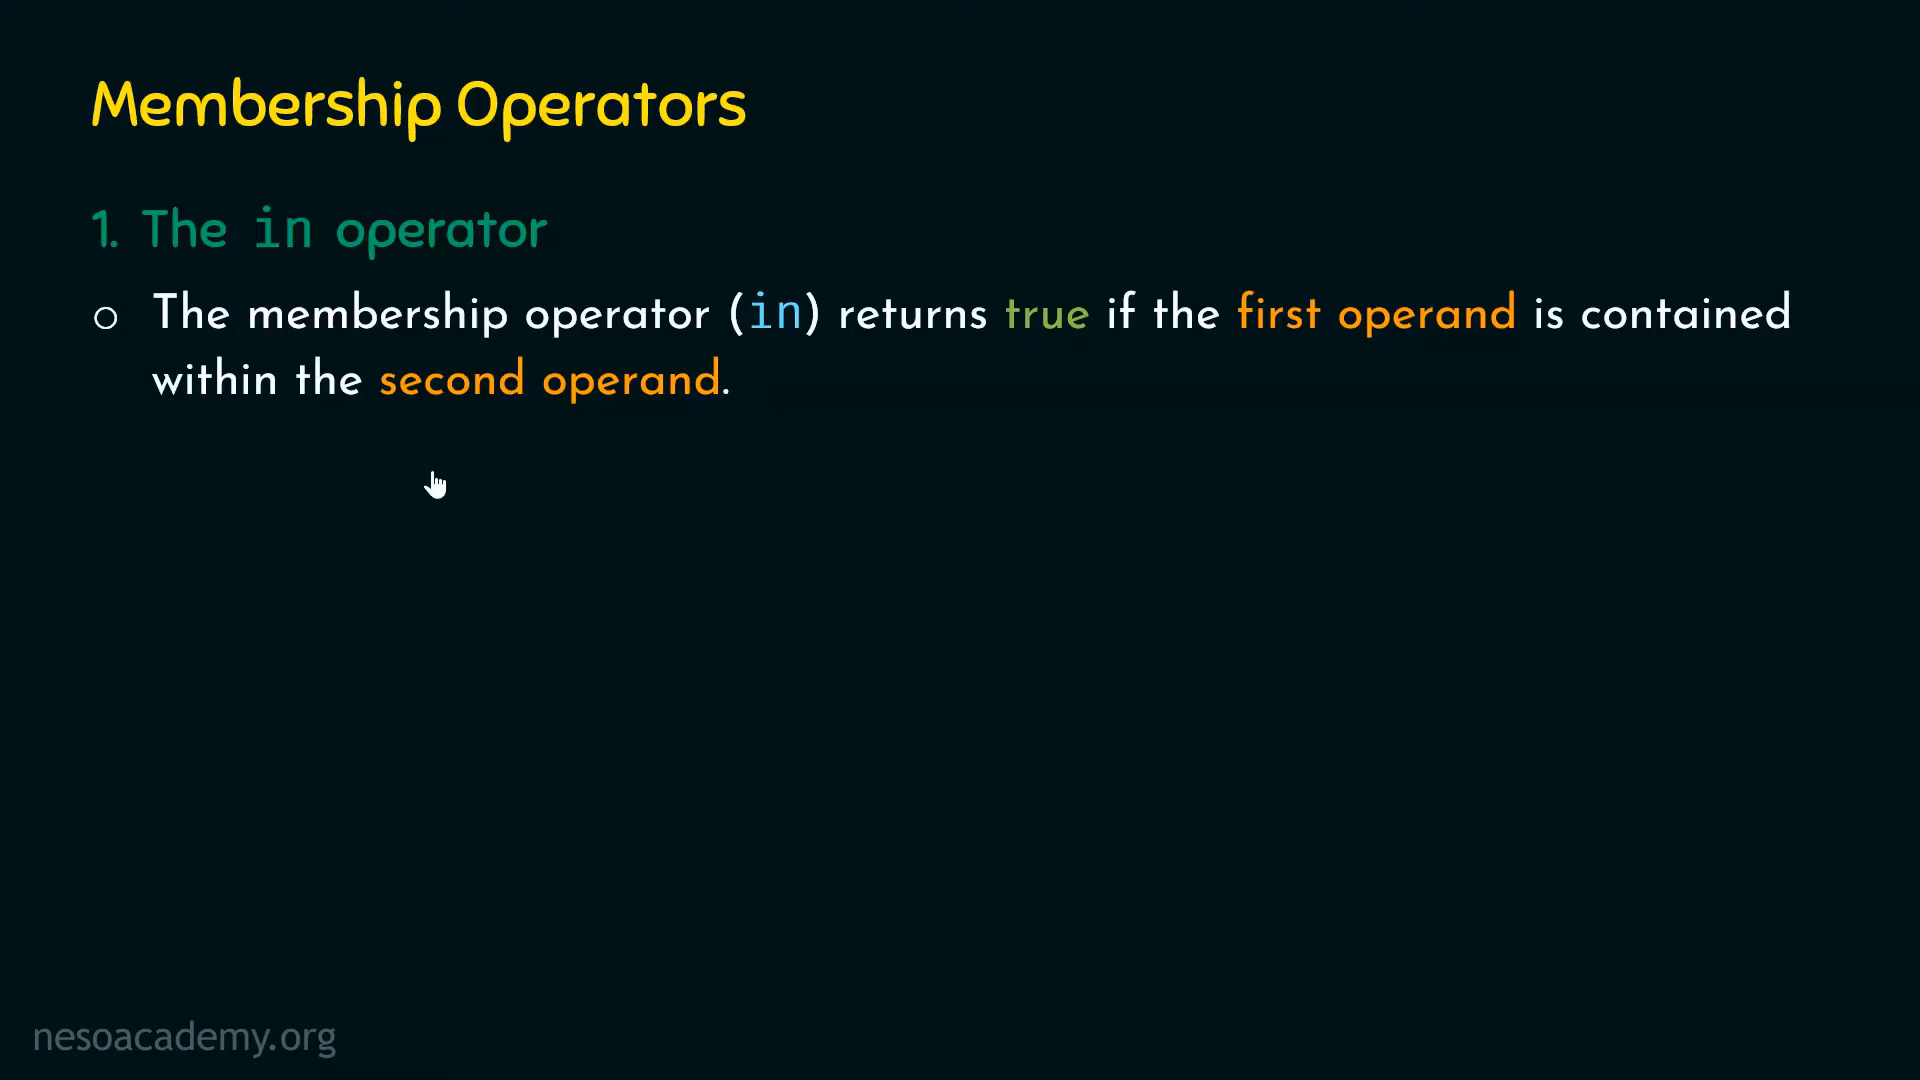 Membership Operators
1. The in operator
○ The membership operator (in) returns true if the first operand is contained
within the second operand.
nesoacademy.org